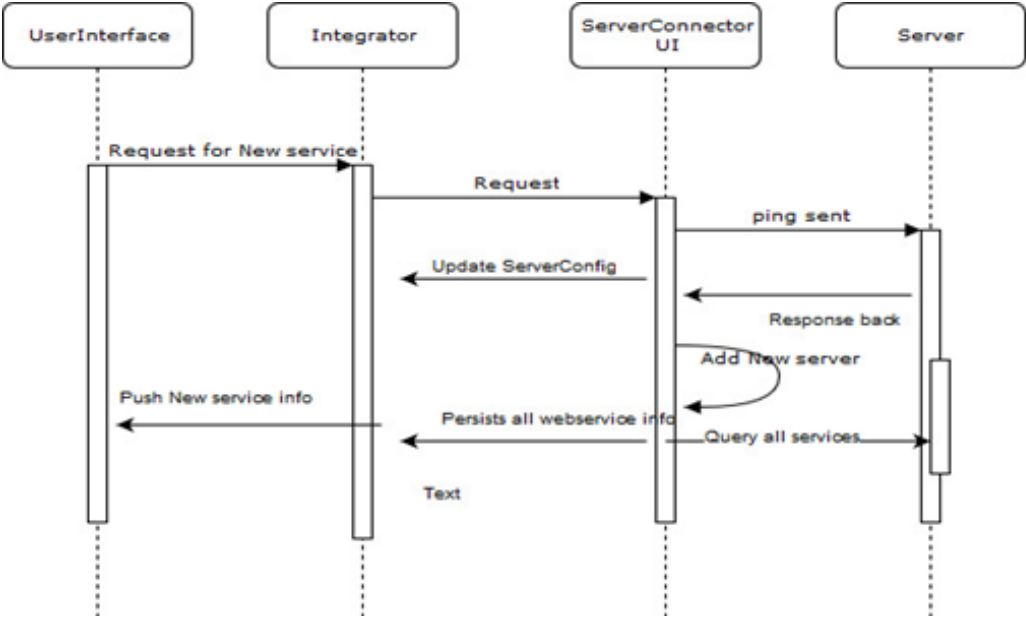 UserInterface
Integrator
ServerConnector
UI
Server
Request for New service
Request
ping sent
Update ServerConfig
Response back
Add New server
Push New service info
Persists all webservice info
Query all services
Text